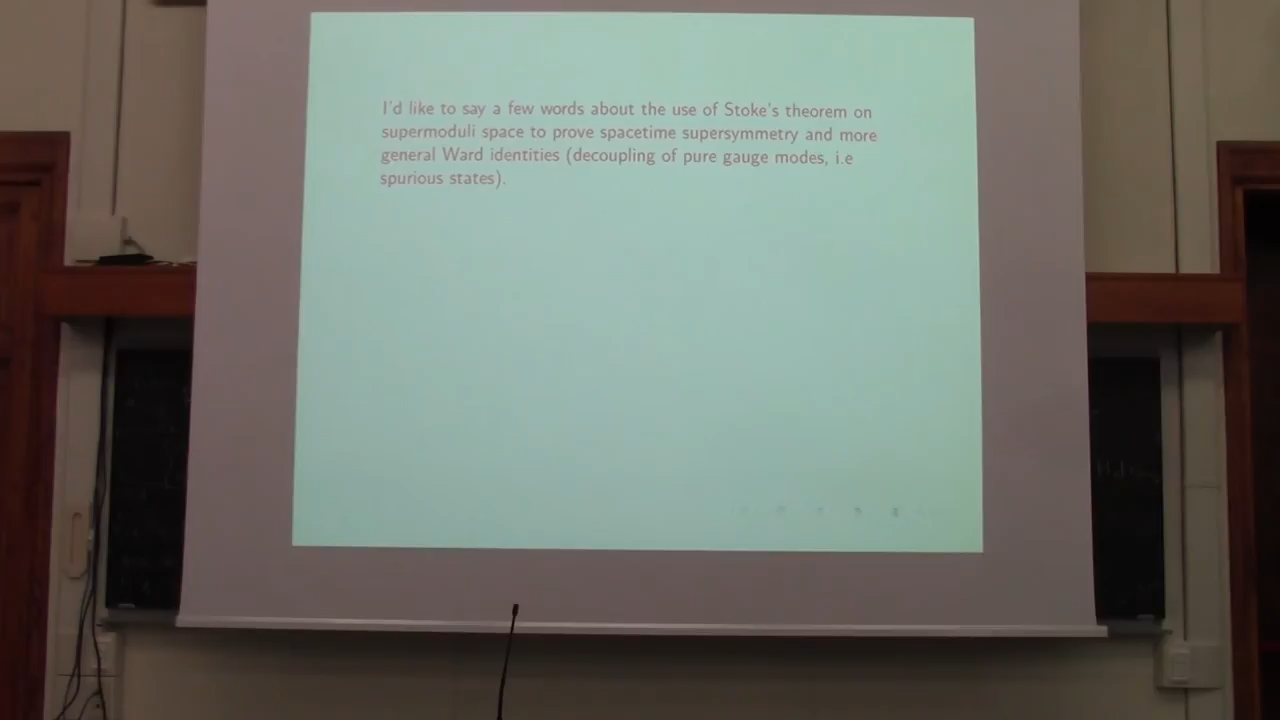 I'd like to say a few words about the use of Stoke's theorem on
supermoduli space to prove spacetime supersymmetry and more
general Ward identities (decoupling of pure gauge modes, i.e
spurious states).